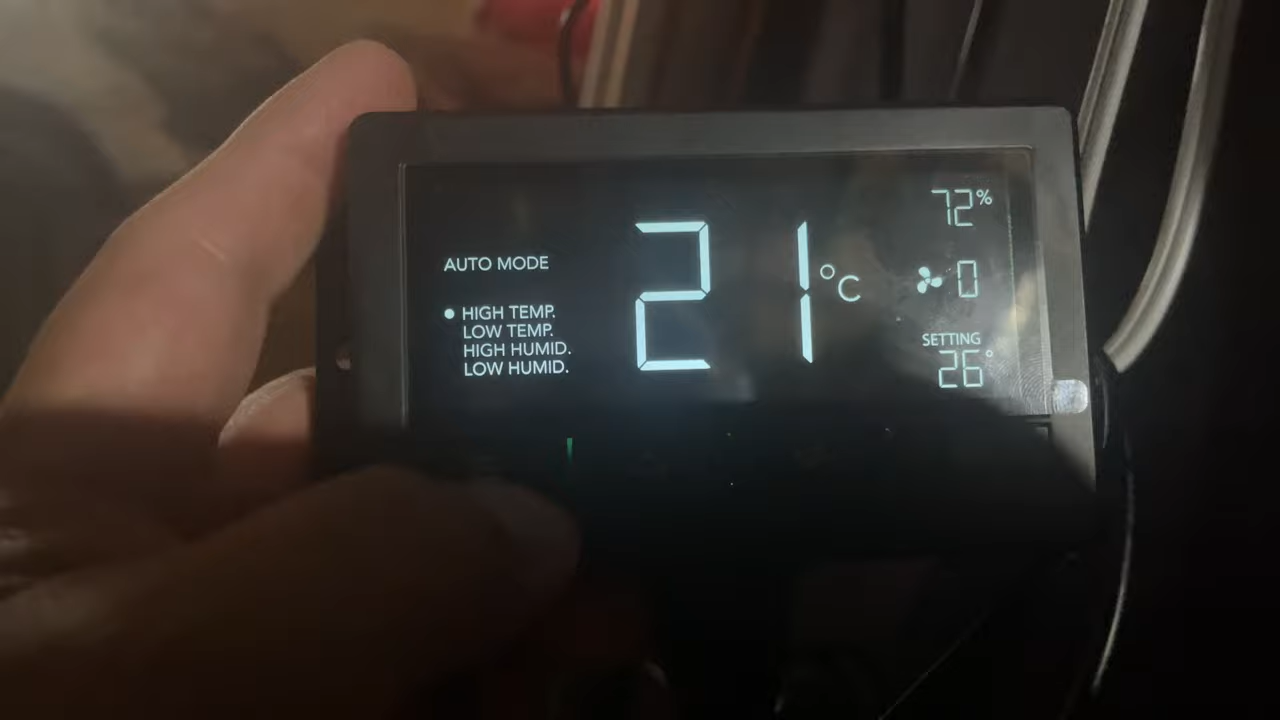 AUTO MODE
HIGH TEMP.
LOW TEMP.
HIGH HUMID.
LOW HUMID.
21°C
72%
0
SETTING
26°